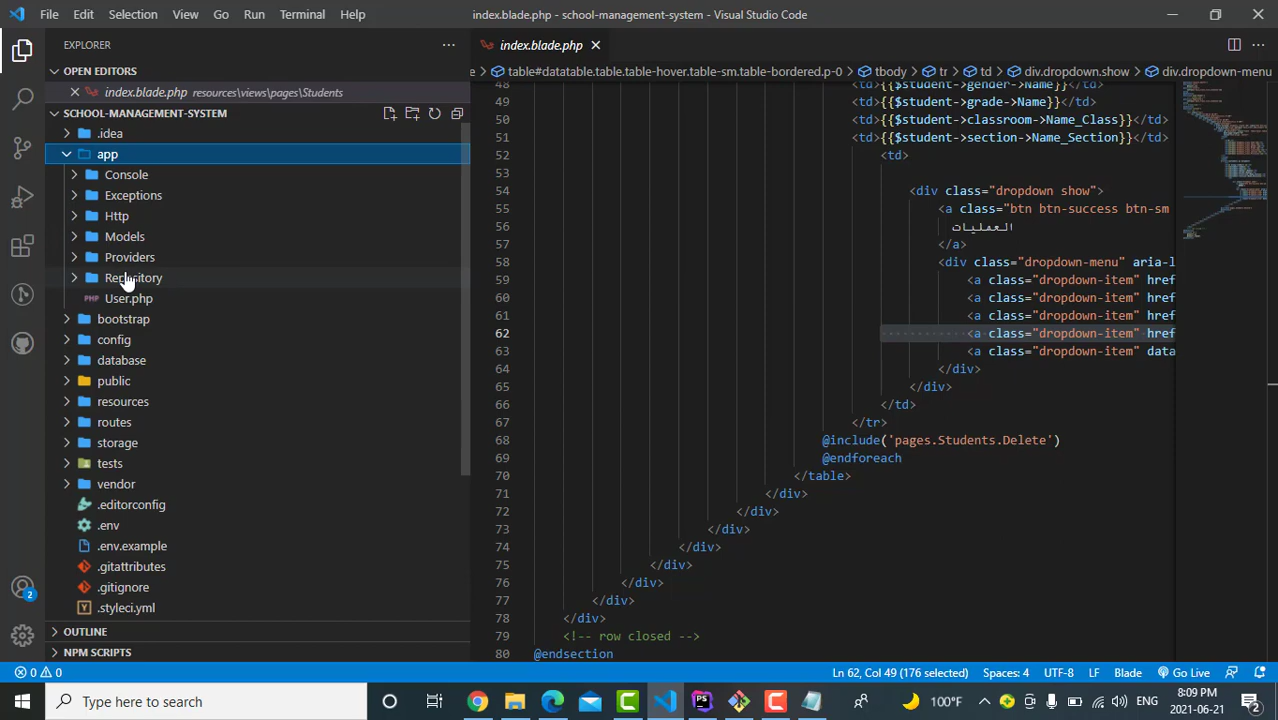 File Edit Selection View Go Run Terminal Help
index.blade.php - school-management-system - Visual Studio Code
EXPLORER
OPEN EDITORS
index.blade.php resources\views\pages\Students
SCHOOL-MANAGEMENT-SYSTEM
.idea
app
Console
Exceptions
Http
Models
Providers
Repository
User.php
bootstrap
config
database
public
resources
routes
storage
tests
vendor
.editorconfig
.env
.env.example
.gitattributes
.gitignore
.styleci.yml
OUTLINE
NPM SCRIPTS
index.blade.php
e > table#datatable.table.table-hover.table-sm.table-bordered.p-0 > tbody > tr > td > div.dropdown.show > div.dropdown-menu
48 <td>{{$student->gender->Name}}</td>
49 <td>{{$student->grade->Name}}</td>
50 <td>{{$student->classroom->Name_Class}}</td>
51 <td>{{$student->section->Name_Section}}</td>
52 <td>
53
54 <div class="dropdown show">
55 <a class="btn btn-success btn-sm
56 العمليات
57 </a>
58 <div class="dropdown-menu" aria-l
59 <a class="dropdown-item" href
60 <a class="dropdown-item" href
61 <a class="dropdown-item" href
62 <a class="dropdown-item" href
63 <a class="dropdown-item" data
64 </div>
65 </div>
66 </td>
67 </tr>
68 @include('pages.Students.Delete')
69 @endforeach
70 </table>
71 </div>
72 </div>
73 </div>
74 </div>
75 </div>
76 </div>
77 </div>
78 </div>
79 <!-- row closed -->
80 @endsection
0 0
Ln 62, Col 49 (176 selected) Spaces: 4 UTF-8 LF Blade Go Live
2
Type here to search
100°F
ENG
8:09 PM
2021-06-21
2